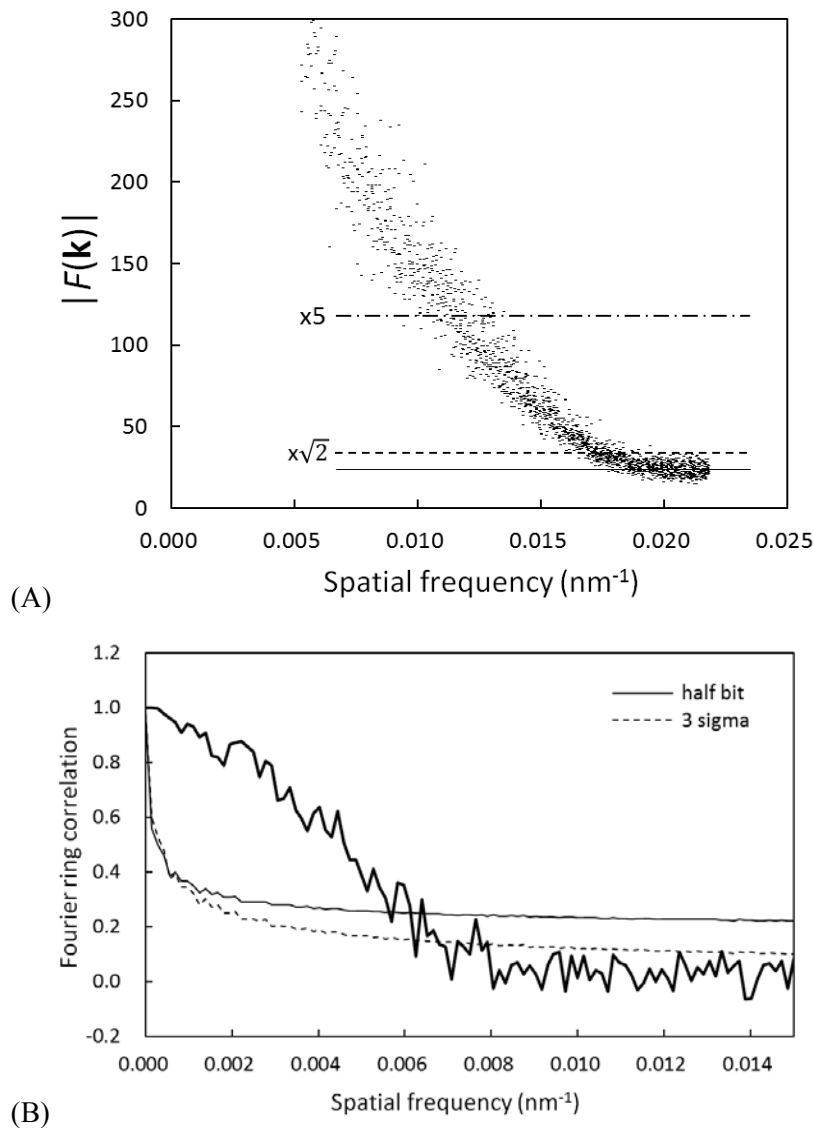 300
250
200
150
100
50
0
|F(k)|
x5
x√2
0.000 0.005 0.010 0.015 0.020 0.025
Spatial frequency (nm⁻¹)
(A)
1.2
1.0
0.8
0.6
0.4
0.2
0.0
-0.2
Fourier ring correlation
half bit
3 sigma
0.000 0.002 0.004 0.006 0.008 0.010 0.012 0.014
Spatial frequency (nm⁻¹)
(B)